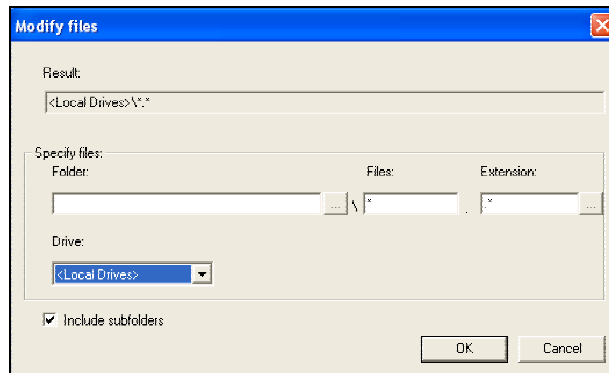 Modify files
Result:
<Local Drives>\*.*
Specify files:
Folder: Files: Extension:
... \ * . .* ...
Drive:
<Local Drives>
Include subfolders
OK Cancel